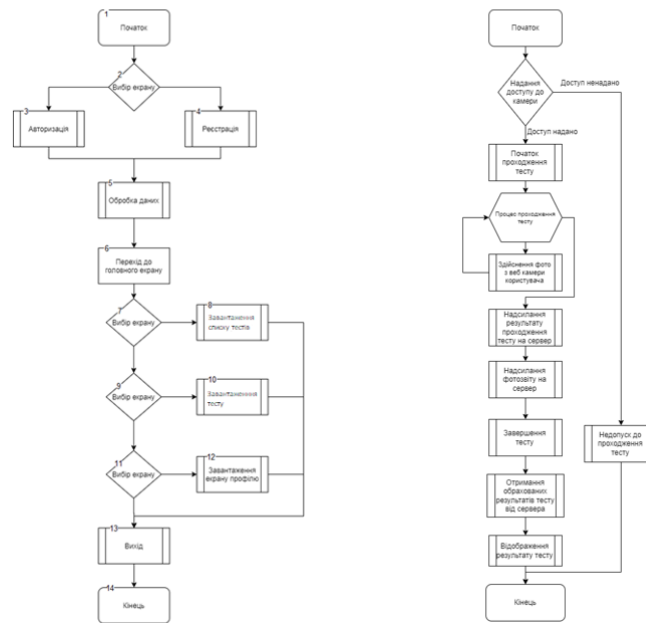 1
Початок
2
Вибір екрану
3
Авторизація
4
Реєстрація
5
Обробка даних
6
Перехід до
головного екрану
7
Вибір екрану
8
Завантаження
списку тестів
9
Вибір екрану
10
Завантаження
тесту
11
Вибір екрану
12
Завантаження
екрану профілю
13
Вихід
14
Кінець
Початок
Надання
доступу до
камери
Доступ ненадано
Доступ надано
Початок
проходження
тесту
Процес проходження
тесту
Здійснення фото
з веб камери
користувача
Надсилання
результату
проходження
тесту на сервер
Надсилання
фотозвіту на
сервер
Завершення
тесту
Недопуск до
проходження
тесту
Отримання
обрахованих
результатів тесту
від сервера
Відображення
результату тесту
Кінець